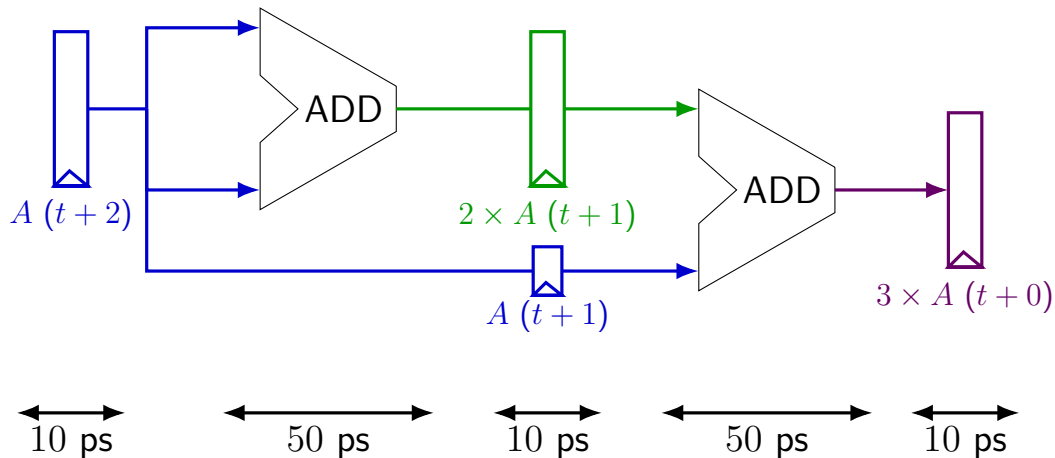 ADD
A (t + 2)
2 × A (t + 1)
ADD
A (t + 1)
3 × A (t + 0)
10 ps
50 ps
10 ps
50 ps
10 ps